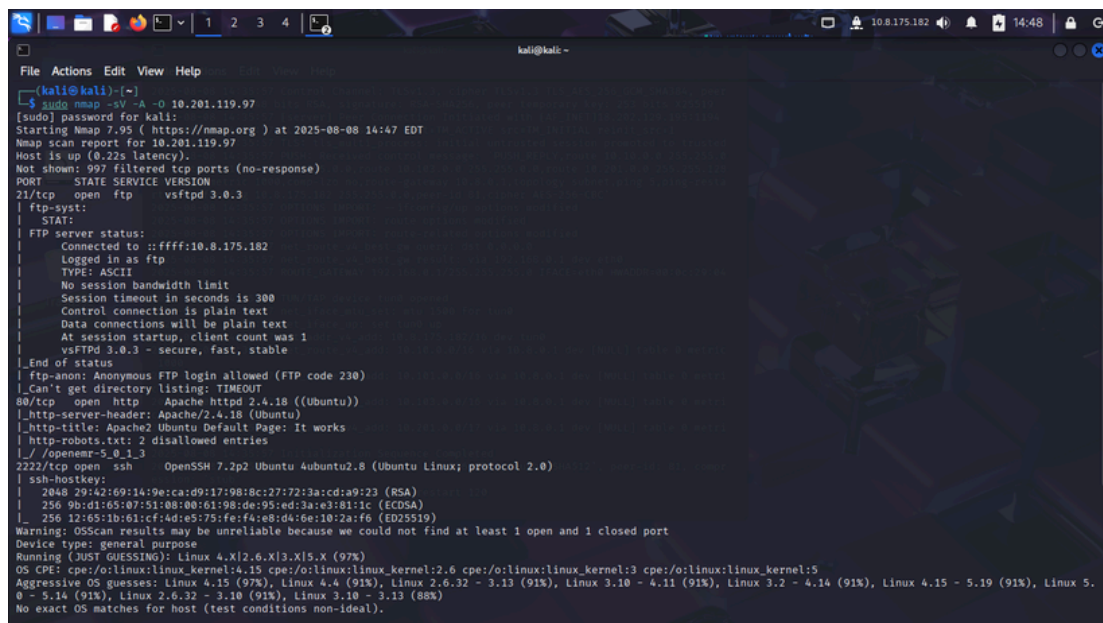 1 2 3 4 2 10.8.175.182 14:48 G
kali@kali: ~
File Actions Edit View Help
┌──(kali㉿kali)-[~]
└─$ sudo nmap -sV -A -O 10.201.119.97
[sudo] password for kali:
Starting Nmap 7.95 ( https://nmap.org ) at 2025-08-08 14:47 EDT
Nmap scan report for 10.201.119.97
Host is up (0.22s latency).
Not shown: 997 filtered tcp ports (no-response)
PORT     STATE SERVICE VERSION
21/tcp   open  ftp     vsftpd 3.0.3
| ftp-syst:
|   STAT:
| FTP server status:
|      Connected to ::ffff:10.8.175.182
|      Logged in as ftp
|      TYPE: ASCII
|      No session bandwidth limit
|      Session timeout in seconds is 300
|      Control connection is plain text
|      Data connections will be plain text
|      At session startup, client count was 1
|      vsFTPd 3.0.3 - secure, fast, stable
|_End of status
| ftp-anon: Anonymous FTP login allowed (FTP code 230)
|_Can't get directory listing: TIMEOUT
80/tcp   open  http    Apache httpd 2.4.18 ((Ubuntu))
|_http-server-header: Apache/2.4.18 (Ubuntu)
|_http-title: Apache2 Ubuntu Default Page: It works
| http-robots.txt: 2 disallowed entries
|_/ /openemr-5_0_1_3
2222/tcp open  ssh     OpenSSH 7.2p2 Ubuntu 4ubuntu2.8 (Ubuntu Linux; protocol 2.0)
| ssh-hostkey:
|   2048 29:42:69:14:9e:ca:d9:17:98:8c:27:72:3a:cd:a9:23 (RSA)
|   256 9b:d1:65:07:51:08:00:61:98:de:95:ed:3a:e3:81:1c (ECDSA)
|_  256 12:65:1b:61:cf:4d:e5:75:fe:f4:e8:d4:6e:10:2a:f6 (ED25519)
Warning: OSScan results may be unreliable because we could not find at least 1 open and 1 closed port
Device type: general purpose
Running (JUST GUESSING): Linux 4.X|2.6.X|3.X|5.X (97%)
OS CPE: cpe:/o:linux:linux_kernel:4.15 cpe:/o:linux:linux_kernel:2.6 cpe:/o:linux:linux_kernel:3 cpe:/o:linux:linux_kernel:5
Aggressive OS guesses: Linux 4.15 (97%), Linux 4.4 (91%), Linux 2.6.32 - 3.13 (91%), Linux 3.10 - 4.11 (91%), Linux 3.2 - 4.14 (91%), Linux 4.15 - 5.19 (91%), Linux 5.
0 - 5.14 (91%), Linux 2.6.32 - 3.10 (91%), Linux 3.10 - 3.13 (88%)
No exact OS matches for host (test conditions non-ideal).